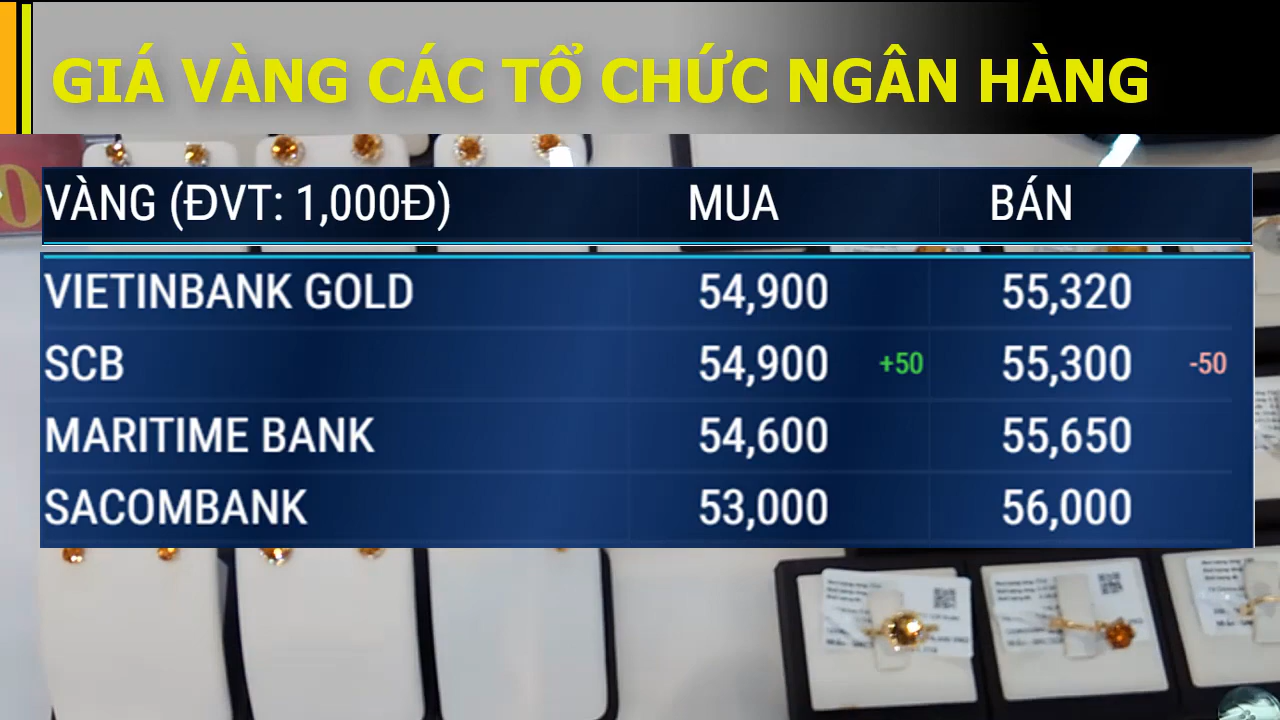 GIÁ VÀNG CÁC TỔ CHỨC NGÂN HÀNG
VÀNG (ĐVT: 1,000Đ) MUA BÁN
VIETINBANK GOLD 54,900 55,320
SCB 54,900 +50 55,300 -50
MARITIME BANK 54,600 55,650
SACOMBANK 53,000 56,000